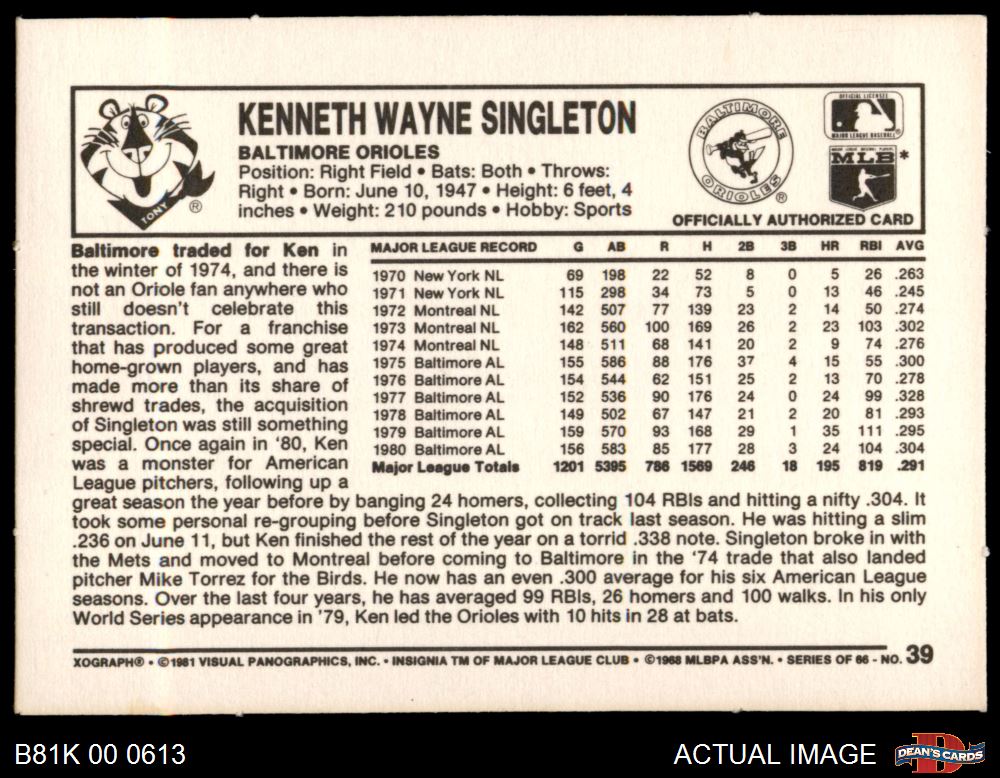 TONY
®
KENNETH WAYNE SINGLETON
BALTIMORE ORIOLES
Position: Right Field • Bats: Both • Throws:
Right • Born: June 10, 1947 • Height: 6 feet, 4
inches • Weight: 210 pounds • Hobby: Sports
BALTIMORE
ORIOLES
®
OFFICIAL LICENSEE
MAJOR LEAGUE BASEBALL
MLB *
OFFICIALLY AUTHORIZED CARD
Baltimore traded for Ken in
the winter of 1974, and there is
not an Oriole fan anywhere who
still doesn't celebrate this
transaction. For a franchise
that has produced some great
home-grown players, and has
made more than its share of
shrewd trades, the acquisition
of Singleton was still something
special. Once again in '80, Ken
was a monster for American
League pitchers, following up a
MAJOR LEAGUE RECORD G AB R H 2B 3B HR RBI AVG
1970 New York NL 69 198 22 52 8 0 5 26 .263
1971 New York NL 115 298 34 73 5 0 13 46 .245
1972 Montreal NL 142 507 77 139 23 2 14 50 .274
1973 Montreal NL 162 560 100 169 26 2 23 103 .302
1974 Montreal NL 148 511 68 141 20 2 9 74 .276
1975 Baltimore AL 155 586 88 176 37 4 15 55 .300
1976 Baltimore AL 154 544 62 151 25 2 13 70 .278
1977 Baltimore AL 152 536 90 176 24 0 24 99 .328
1978 Baltimore AL 149 502 67 147 21 2 20 81 .293
1979 Baltimore AL 159 570 93 168 29 1 35 111 .295
1980 Baltimore AL 156 583 85 177 28 3 24 104 .304
Major League Totals 1201 5395 786 1569 246 18 195 819 .291
great season the year before by banging 24 homers, collecting 104 RBIs and hitting a nifty .304. It
took some personal re-grouping before Singleton got on track last season. He was hitting a slim
.236 on June 11, but Ken finished the rest of the year on a torrid .338 note. Singleton broke in with
the Mets and moved to Montreal before coming to Baltimore in the '74 trade that also landed
pitcher Mike Torrez for the Birds. He now has an even .300 average for his six American League
seasons. Over the last four years, he has averaged 99 RBIs, 26 homers and 100 walks. In his only
World Series appearance in '79, Ken led the Orioles with 10 hits in 28 at bats.
XOGRAPH® • ©1981 VISUAL PANOGRAPHICS, INC. • INSIGNIA TM OF MAJOR LEAGUE CLUB • ©1968 MLBPA ASS'N. • SERIES OF 66 - NO. 39
B81K 00 0613
ACTUAL IMAGE
DEAN'S CARDS